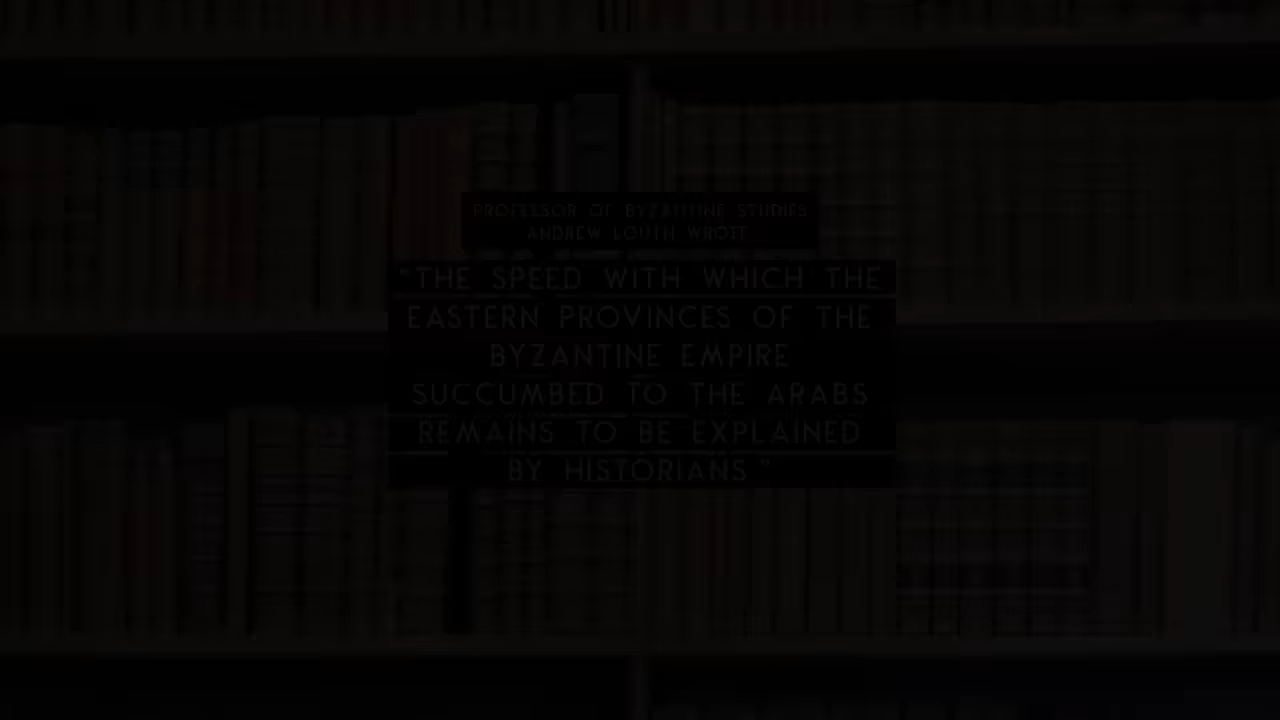 PROFESSOR OF BYZANTINE STUDIES
ANDREW LOUTH WROTE
"THE SPEED WITH WHICH THE
EASTERN PROVINCES OF THE
BYZANTINE EMPIRE
SUCCUMBED TO THE ARABS
REMAINS TO BE EXPLAINED
BY HISTORIANS"